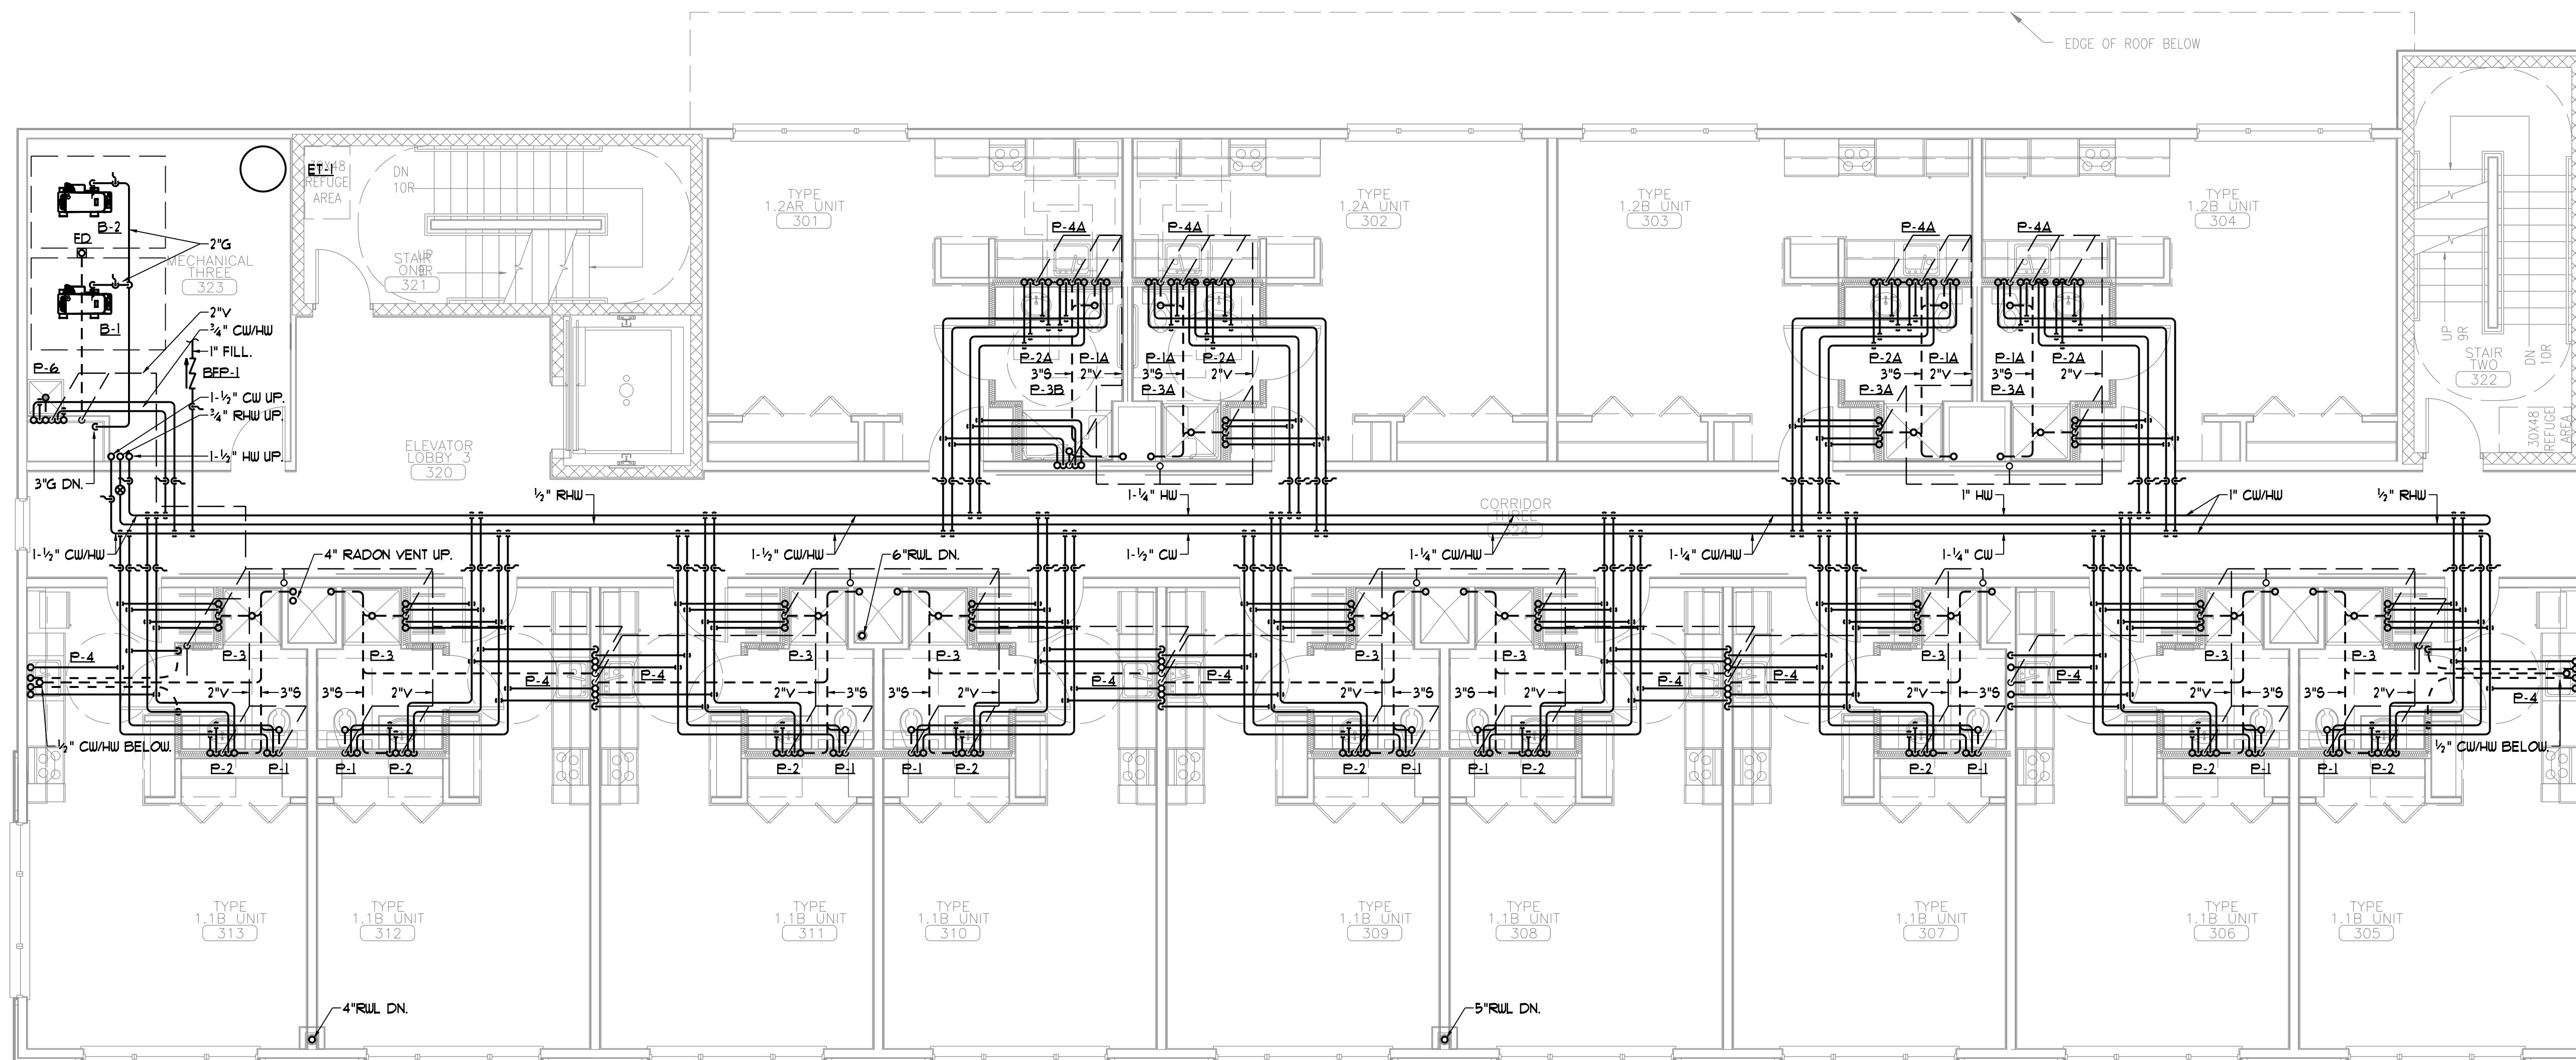 EDGE OF ROOF BELOW
ET-1
30X48
REFUGE
AREA
DN
10R
B-2
FD
2"G
MECHANICAL
THREE
323
B-1
2"V
3/4" CW/HW
1" FILL.
BFP-1
P-6
1-1/2" CW UP.
3/4" RHW UP.
1-1/2" HW UP.
3"G DN.
STAIR
ONE
321
UP
9R
ELEVATOR
LOBBY 3
320
TYPE
1.2AR UNIT
301
TYPE
1.2A UNIT
302
TYPE
1.2B UNIT
303
TYPE
1.2B UNIT
304
P-4A
P-4A
P-4A
P-4A
P-2A
P-1A
P-1A
P-2A
3"S
2"V
3"S
2"V
P-3B
P-3A
P-2A
P-1A
P-1A
P-2A
3"S
2"V
3"S
2"V
P-3A
P-3A
UP
9R
STAIR
TWO
322
DN
10R
30X48
REFUGE
AREA
1/2" RHW
1-1/4" HW
CORRIDOR
THREE
324
1" HW
1" CW/HW
1/2" RHW
1-1/2" CW/HW
4" RADON VENT UP.
1-1/2" CW/HW
6"RWL DN.
1-1/2" CW
1-1/4" CW/HW
1-1/4" CW/HW
1-1/4" CW
P-4
P-3
P-3
P-4
P-4
P-3
P-3
P-4
P-4
P-3
P-3
P-4
P-4
P-3
P-4
P-3
P-3
P-4
2"V
3"S
3"S
2"V
2"V
3"S
3"S
2"V
2"V
3"S
3"S
2"V
2"V
3"S
2"V
3"S
3"S
2"V
1/2" CW/HW BELOW.
1/2" CW/HW BELOW.
P-2
P-1
P-1
P-2
P-2
P-1
P-1
P-2
P-2
P-1
P-1
P-2
P-2
P-1
P-2
P-1
P-1
P-2
TYPE
1.1B UNIT
313
TYPE
1.1B UNIT
312
TYPE
1.1B UNIT
311
TYPE
1.1B UNIT
310
TYPE
1.1B UNIT
309
TYPE
1.1B UNIT
308
TYPE
1.1B UNIT
307
TYPE
1.1B UNIT
306
TYPE
1.1B UNIT
305
4"RWL DN.
5"RWL DN.